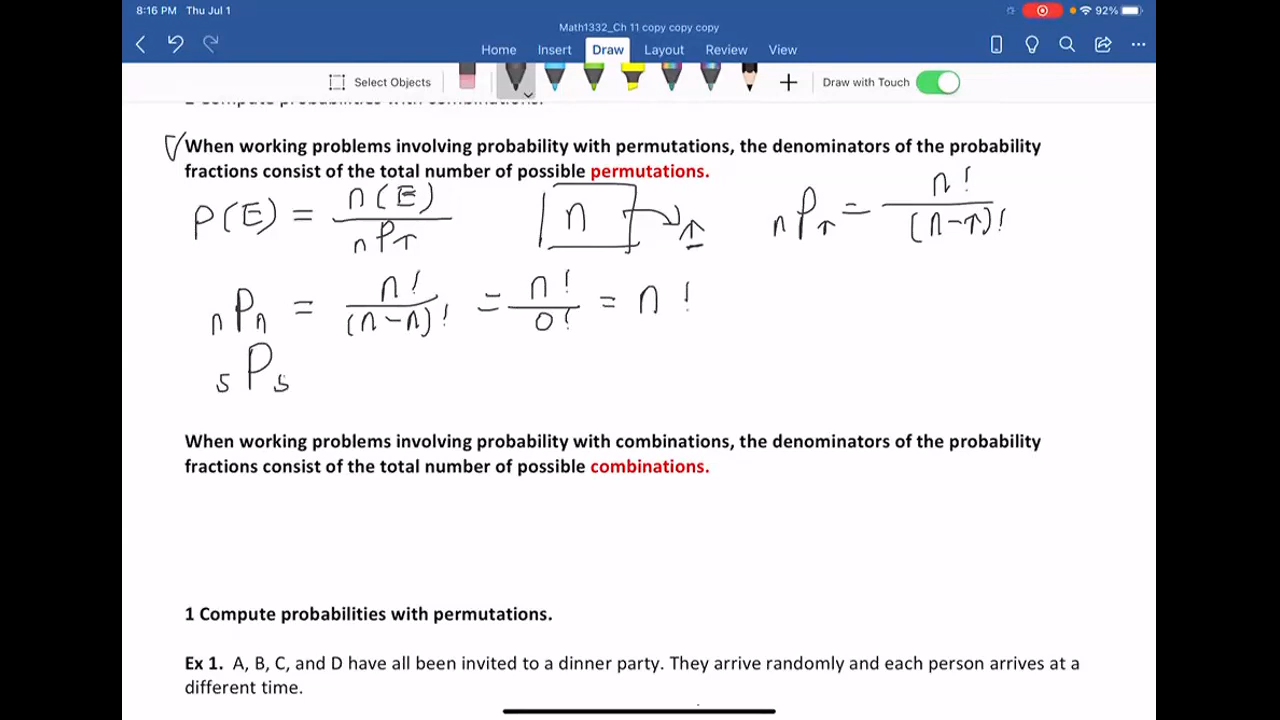 8:16 PM Thu Jul 1
92%
Math1332_Ch 11 copy copy copy
Home Insert Draw Layout Review View
Select Objects
Draw with Touch
2 Compute probabilities with combinations.
When working problems involving probability with permutations, the denominators of the probability
fractions consist of the total number of possible permutations.
P(E) = n(E) / nPr
n
r
nPr = n! / (n-r)!
nPn = n! / (n-n)! = n! / 0! = n!
5P5
When working problems involving probability with combinations, the denominators of the probability
fractions consist of the total number of possible combinations.
1 Compute probabilities with permutations.
Ex 1. A, B, C, and D have all been invited to a dinner party. They arrive randomly and each person arrives at a
different time.